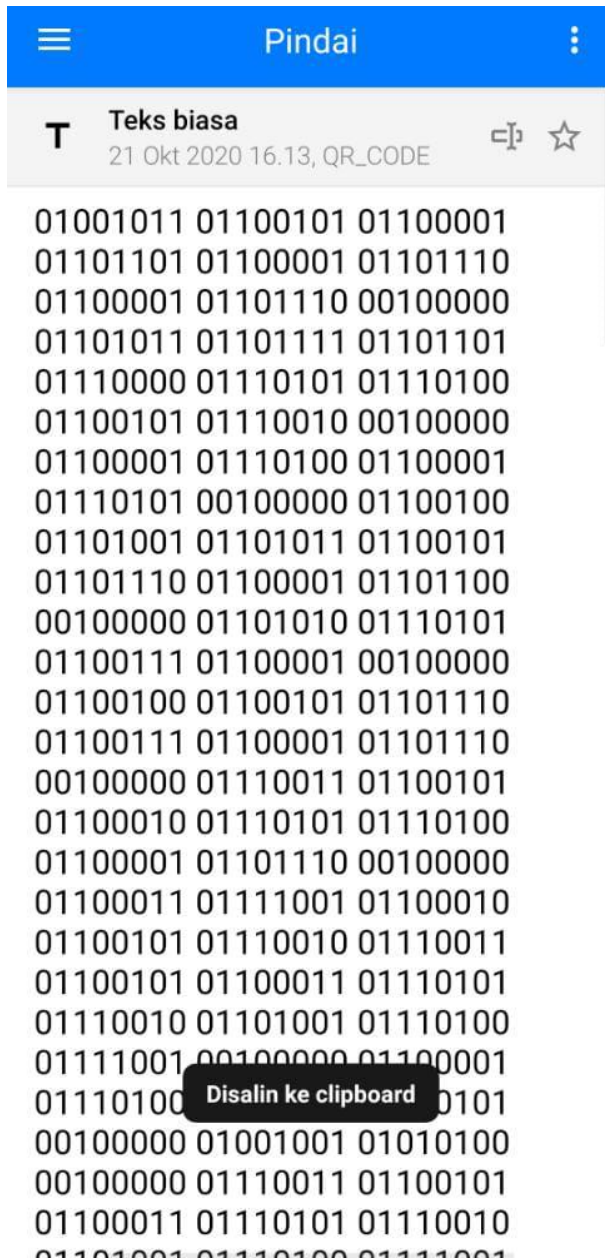 Pindai
Teks biasa
21 Okt 2020 16.13, QR_CODE
01001011 01100101 01100001
01101101 01100001 01101110
01100001 01101110 00100000
01101011 01101111 01101101
01110000 01110101 01110100
01100101 01110010 00100000
01100001 01110100 01100001
01110101 00100000 01100100
01101001 01101011 01100101
01101110 01100001 01101100
00100000 01101010 01110101
01100111 01100001 00100000
01100100 01100101 01101110
01100111 01100001 01101110
00100000 01110011 01100101
01100010 01110101 01110100
01100001 01101110 00100000
01100011 01111001 01100010
01100101 01110010 01110011
01100101 01100011 01110101
01110010 01101001 01110100
01111001 00100000 01100001
01110100
Disalin ke clipboard
00100000 01001001 01010100
00100000 01110011 01100101
01100011 01110101 01110010
01101001 01110100 01111001